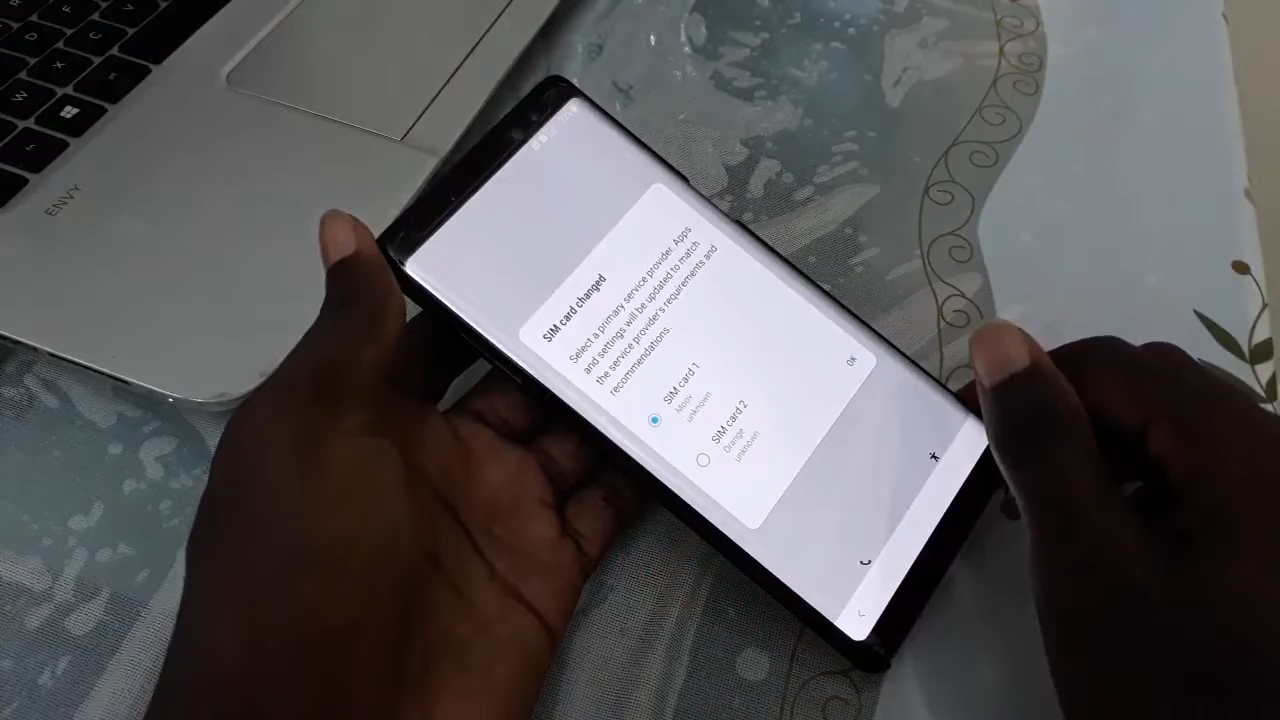 SIM card changed
Select a primary service provider. Apps
and settings will be updated to match
the service provider's requirements and
recommendations.
SIM card 1
Moov
unknown
SIM card 2
Orange
unknown
OK
ENVY
D
C
V
X
W